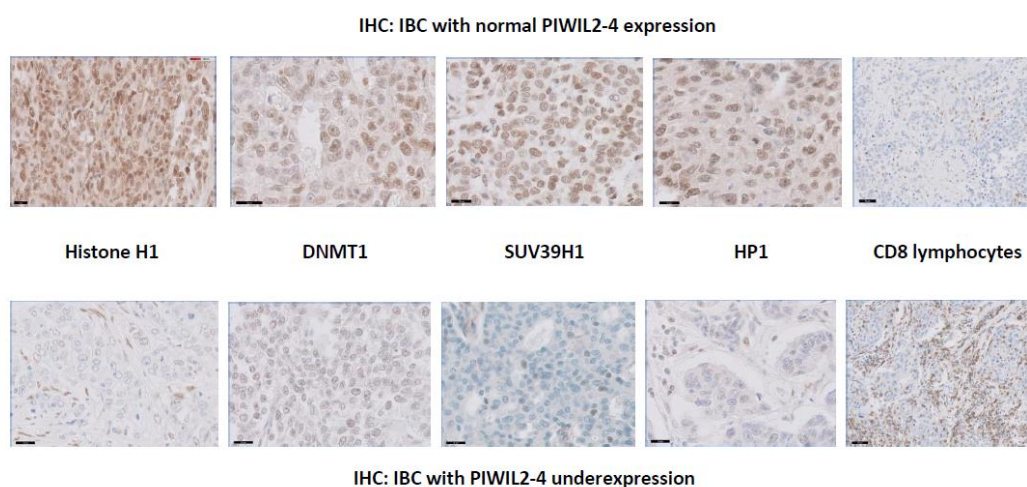 IHC: IBC with normal PIWIL2-4 expression
Histone H1 DNMT1 SUV39H1 HP1 CD8 lymphocytes
IHC: IBC with PIWIL2-4 underexpression